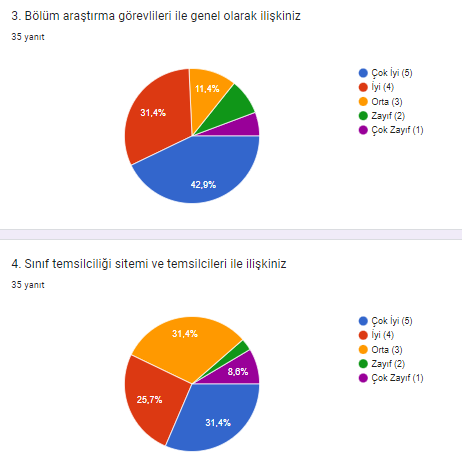 3. Bölüm araştırma görevlileri ile genel olarak ilişkiniz
35 yanıt
11,4%
31,4%
42,9%
Çok İyi (5)
İyi (4)
Orta (3)
Zayıf (2)
Çok Zayıf (1)
4. Sınıf temsilciliği sitemi ve temsilcileri ile ilişkiniz
35 yanıt
31,4%
8,6%
25,7%
31,4%
Çok İyi (5)
İyi (4)
Orta (3)
Zayıf (2)
Çok Zayıf (1)